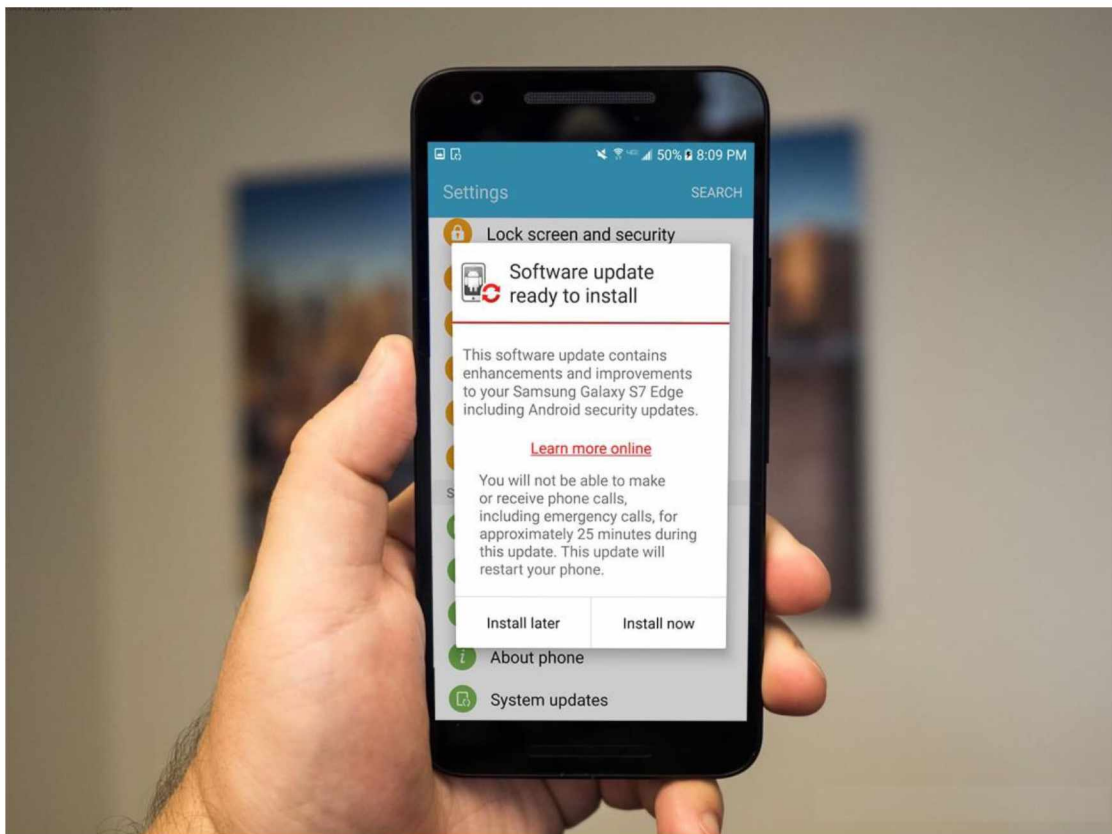 50% 8:09 PM
Settings SEARCH
Lock screen and security
Software update
ready to install
This software update contains
enhancements and improvements
to your Samsung Galaxy S7 Edge
including Android security updates.
Learn more online
S
You will not be able to make
or receive phone calls,
including emergency calls, for
approximately 25 minutes during
this update. This update will
restart your phone.
Install later Install now
About phone
System updates